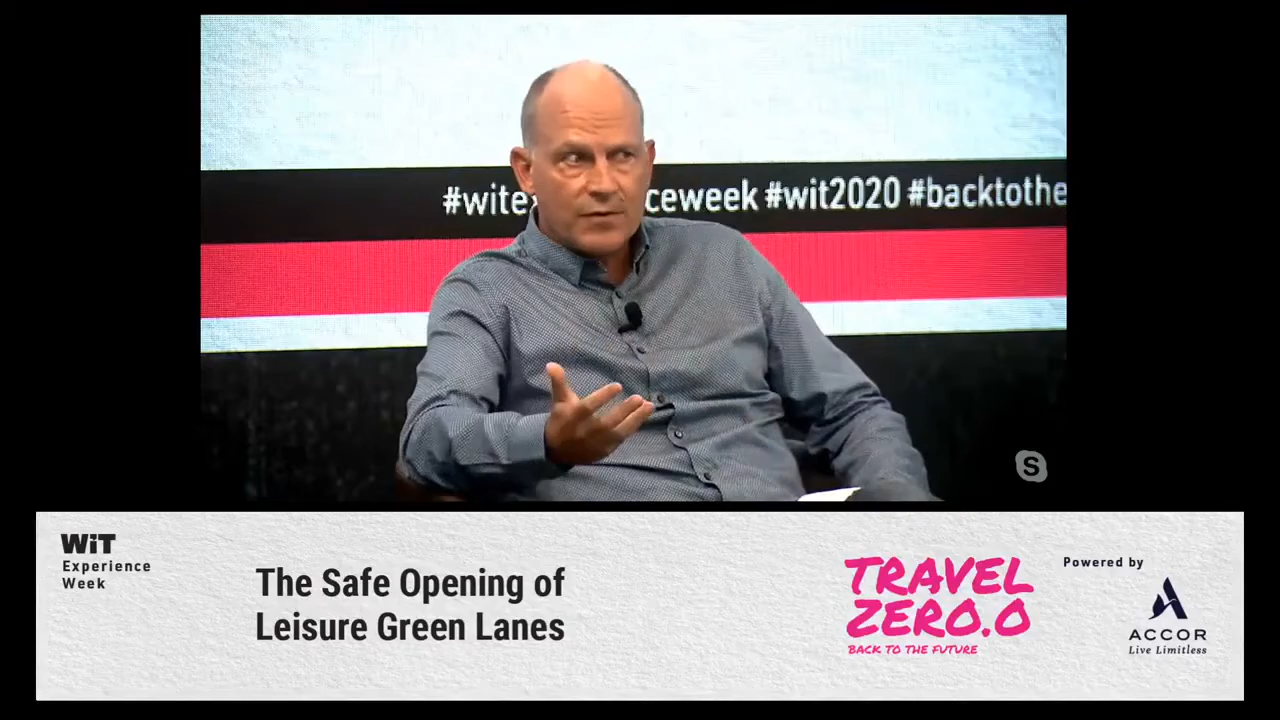 #wite ceweek #wit2020 #backtothe
S
WiT
Experience
Week
The Safe Opening of
Leisure Green Lanes
TRAVEL
ZERO.O
BACK TO THE FUTURE
Powered by
ACCOR
Live Limitless